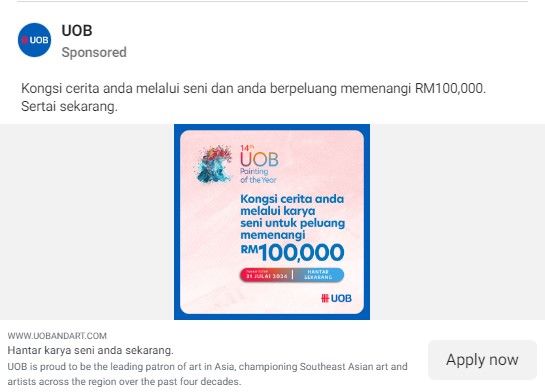 UOB
UOB
Sponsored
Kongsi cerita anda melalui seni dan anda berpeluang memenangi RM100,000.
Sertai sekarang.
14th
UOB
Painting
of the Year
Kongsi cerita anda
melalui karya
seni untuk peluang
memenangi
RM100,000
TARIKH TUTUP
31 JULAI 2024
HANTAR
SEKARANG
UOB
WWW.UOBANDART.COM
Hantar karya seni anda sekarang.
UOB is proud to be the leading patron of art in Asia, championing Southeast Asian art and
artists across the region over the past four decades.
Apply now